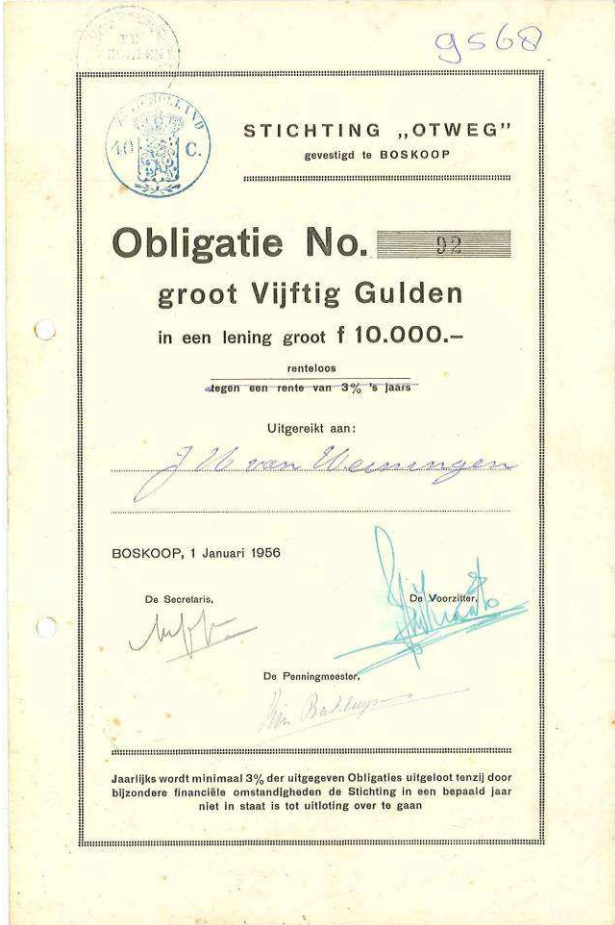 9568
40 C.
STICHTING „OTWEG"
gevestigd te BOSKOOP
Obligatie No. 92
groot Vijftig Gulden
in een lening groot f 10.000.–
renteloos
tegen een rente van 3% 's jaars
Uitgereikt aan:
van
BOSKOOP, 1 Januari 1956
De Secretaris,
De Voorzitter,
De Penningmeester,
Jaarlijks wordt minimaal 3% der uitgegeven Obligaties uitgeloot tenzij door
bijzondere financiële omstandigheden de Stichting in een bepaald jaar
niet in staat is tot uitloting over te gaan